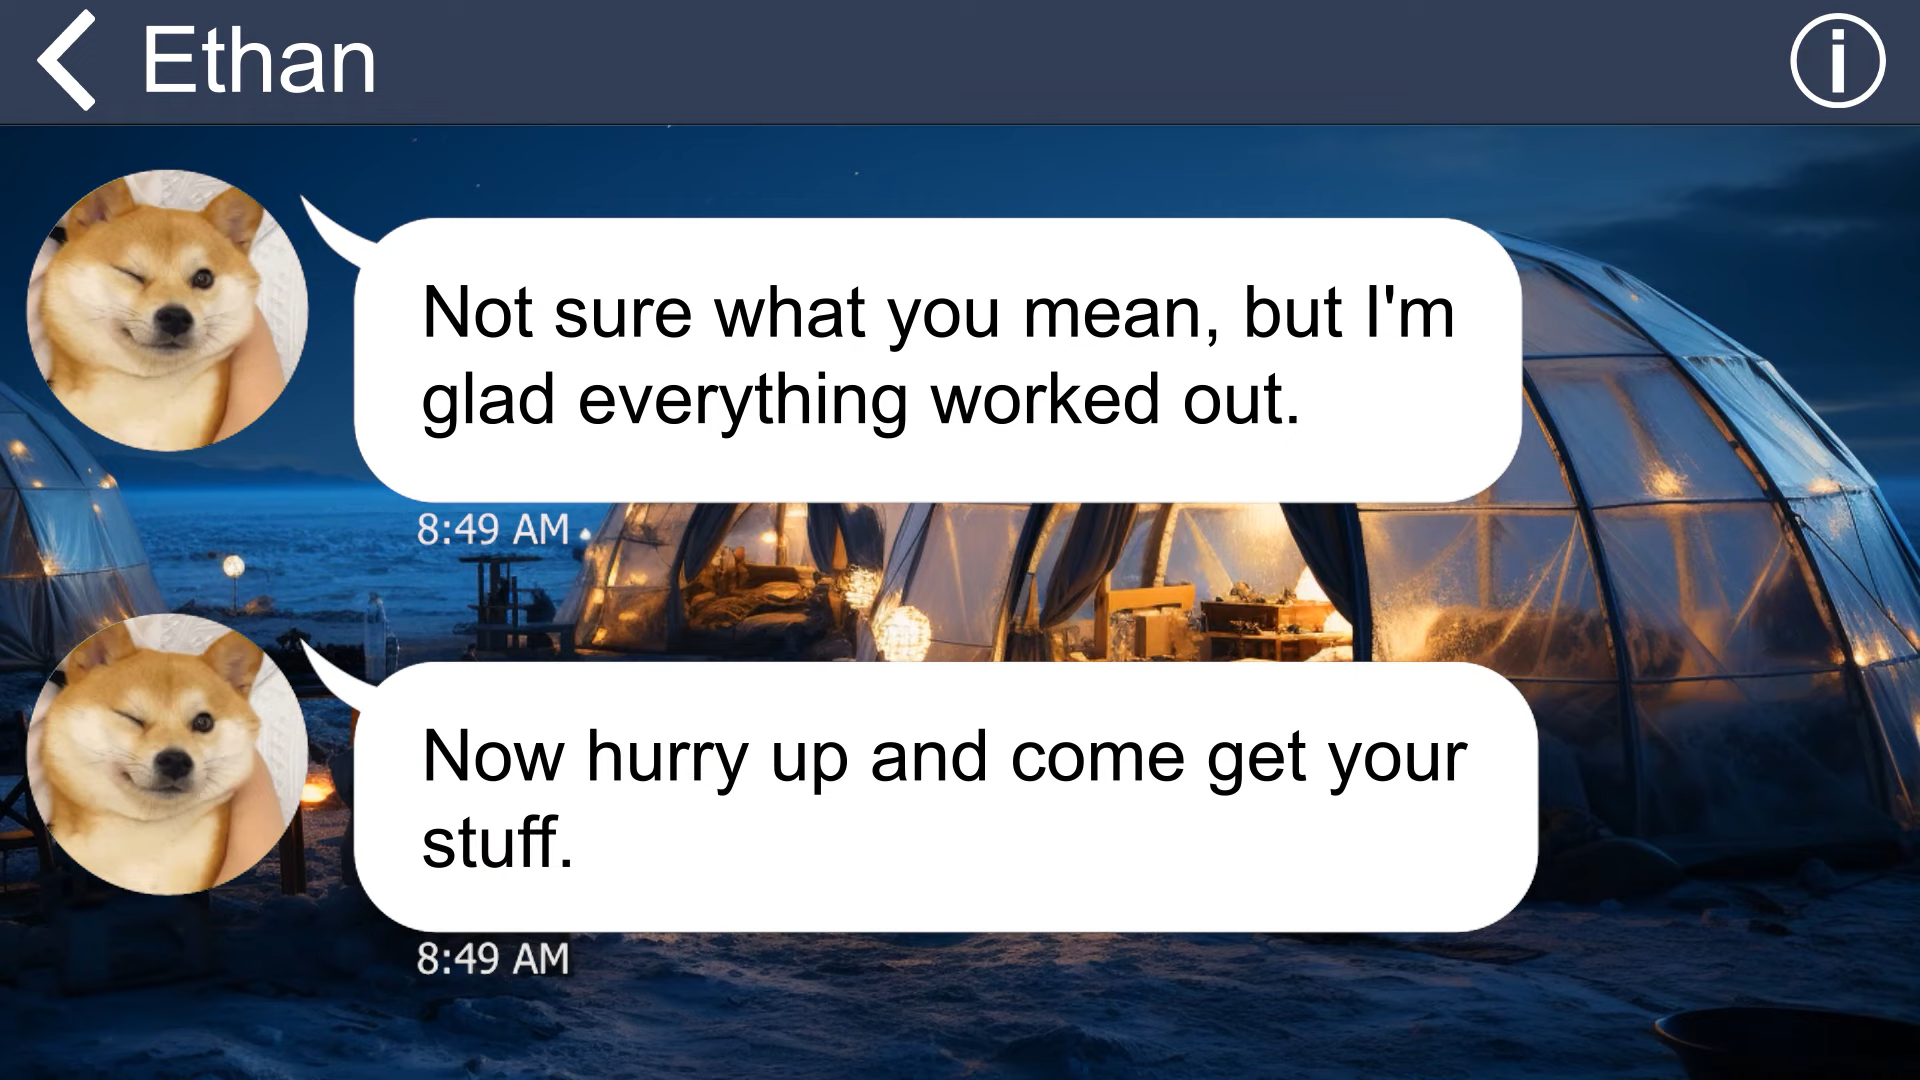 Ethan
Not sure what you mean, but I'm
glad everything worked out.
8:49 AM
Now hurry up and come get your
stuff.
8:49 AM